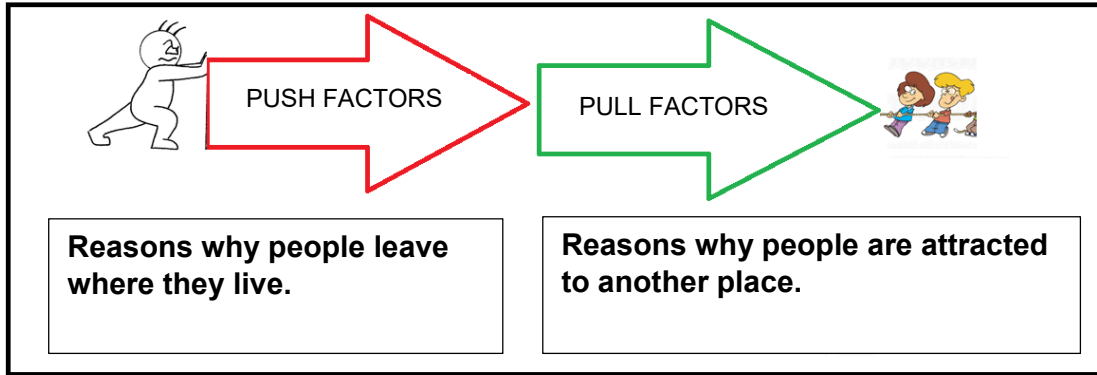 PUSH FACTORS
PULL FACTORS
Reasons why people leave
where they live.
Reasons why people are attracted
to another place.